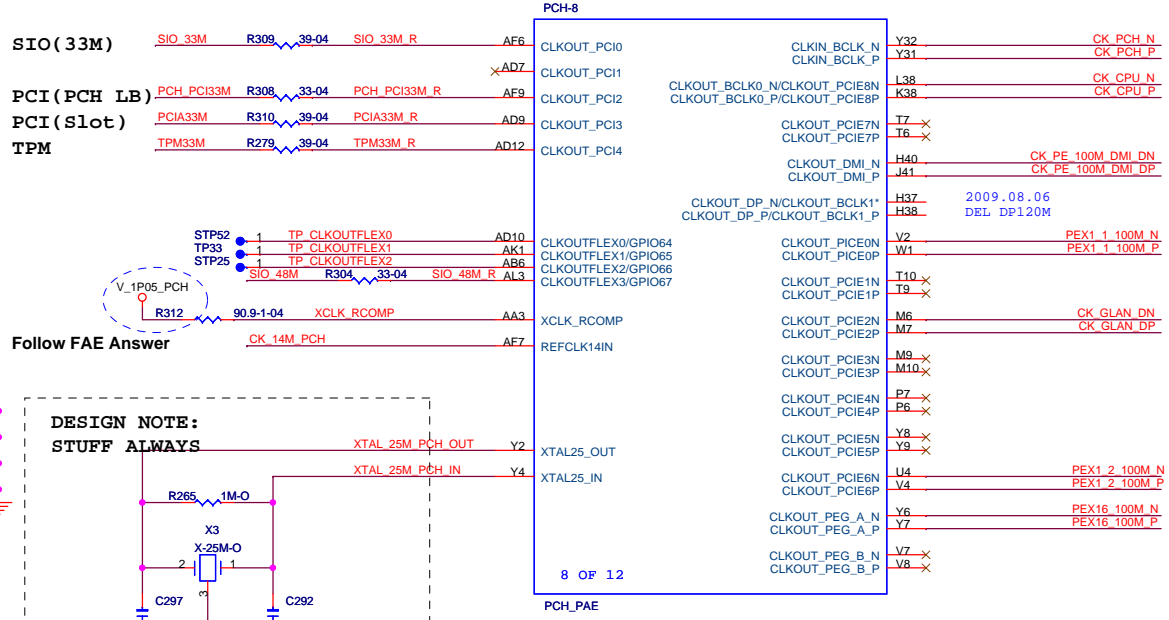 PCH-8
SIO(33M) SIO_33M R309 39-04 SIO_33M_R AF6 CLKOUT_PCI0
AD7 CLKOUT_PCI1
PCI(PCH LB) PCH_PCI33M R308 33-04 PCH_PCI33M_R AF9 CLKOUT_PCI2
PCI(Slot) PCIA33M R310 39-04 PCIA33M_R AD9 CLKOUT_PCI3
TPM TPM33M R279 39-04 TPM33M_R AD12 CLKOUT_PCI4
STP52 1 TP_CLKOUTFLEX0 AD10 CLKOUTFLEX0/GPIO64
TP33 1 TP_CLKOUTFLEX1 AK1 CLKOUTFLEX1/GPIO65
STP25 1 TP_CLKOUTFLEX2 AB6 CLKOUTFLEX2/GPIO66
SIO_48M R304 33-04 SIO_48M_R AL3 CLKOUTFLEX3/GPIO67
V_1P05_PCH
R312 90.9-1-04 XCLK_RCOMP AA3 XCLK_RCOMP
Follow FAE Answer
CK_14M_PCH AF7 REFCLK14IN
DESIGN NOTE:
STUFF ALWAYS
XTAL_25M_PCH_OUT Y2 XTAL25_OUT
XTAL_25M_PCH_IN Y4 XTAL25_IN
R265 1M-O
X3
X-25M-O
2 1
3
C297 C292
CLKIN_BCLK_N Y32 CK_PCH_N
CLKIN_BCLK_P Y31 CK_PCH_P
CLKOUT_BCLK0_N/CLKOUT_PCIE8N L38 CK_CPU_N
CLKOUT_BCLK0_P/CLKOUT_PCIE8P K38 CK_CPU_P
CLKOUT_PCIE7N T7
CLKOUT_PCIE7P T6
CLKOUT_DMI_N H40 CK_PE_100M_DMI_DN
CLKOUT_DMI_P J41 CK_PE_100M_DMI_DP
CLKOUT_DP_N/CLKOUT_BCLK1* H37 2009.08.06
CLKOUT_DP_P/CLKOUT_BCLK1_P H38 DEL DP120M
CLKOUT_PICE0N V2 PEX1_1_100M_N
CLKOUT_PICE0P W1 PEX1_1_100M_P
CLKOUT_PCIE1N T10
CLKOUT_PCIE1P T9
CLKOUT_PCIE2N M6 CK_GLAN_DN
CLKOUT_PCIE2P M7 CK_GLAN_DP
CLKOUT_PCIE3N M9
CLKOUT_PCIE3P M10
CLKOUT_PCIE4N P7
CLKOUT_PCIE4P P6
CLKOUT_PCIE5N Y8
CLKOUT_PCIE5P Y9
CLKOUT_PCIE6N U4 PEX1_2_100M_N
CLKOUT_PCIE6P V4 PEX1_2_100M_P
CLKOUT_PEG_A_N Y6 PEX16_100M_N
CLKOUT_PEG_A_P Y7 PEX16_100M_P
CLKOUT_PEG_B_N V7
CLKOUT_PEG_B_P V8
8 OF 12
PCH_PAE